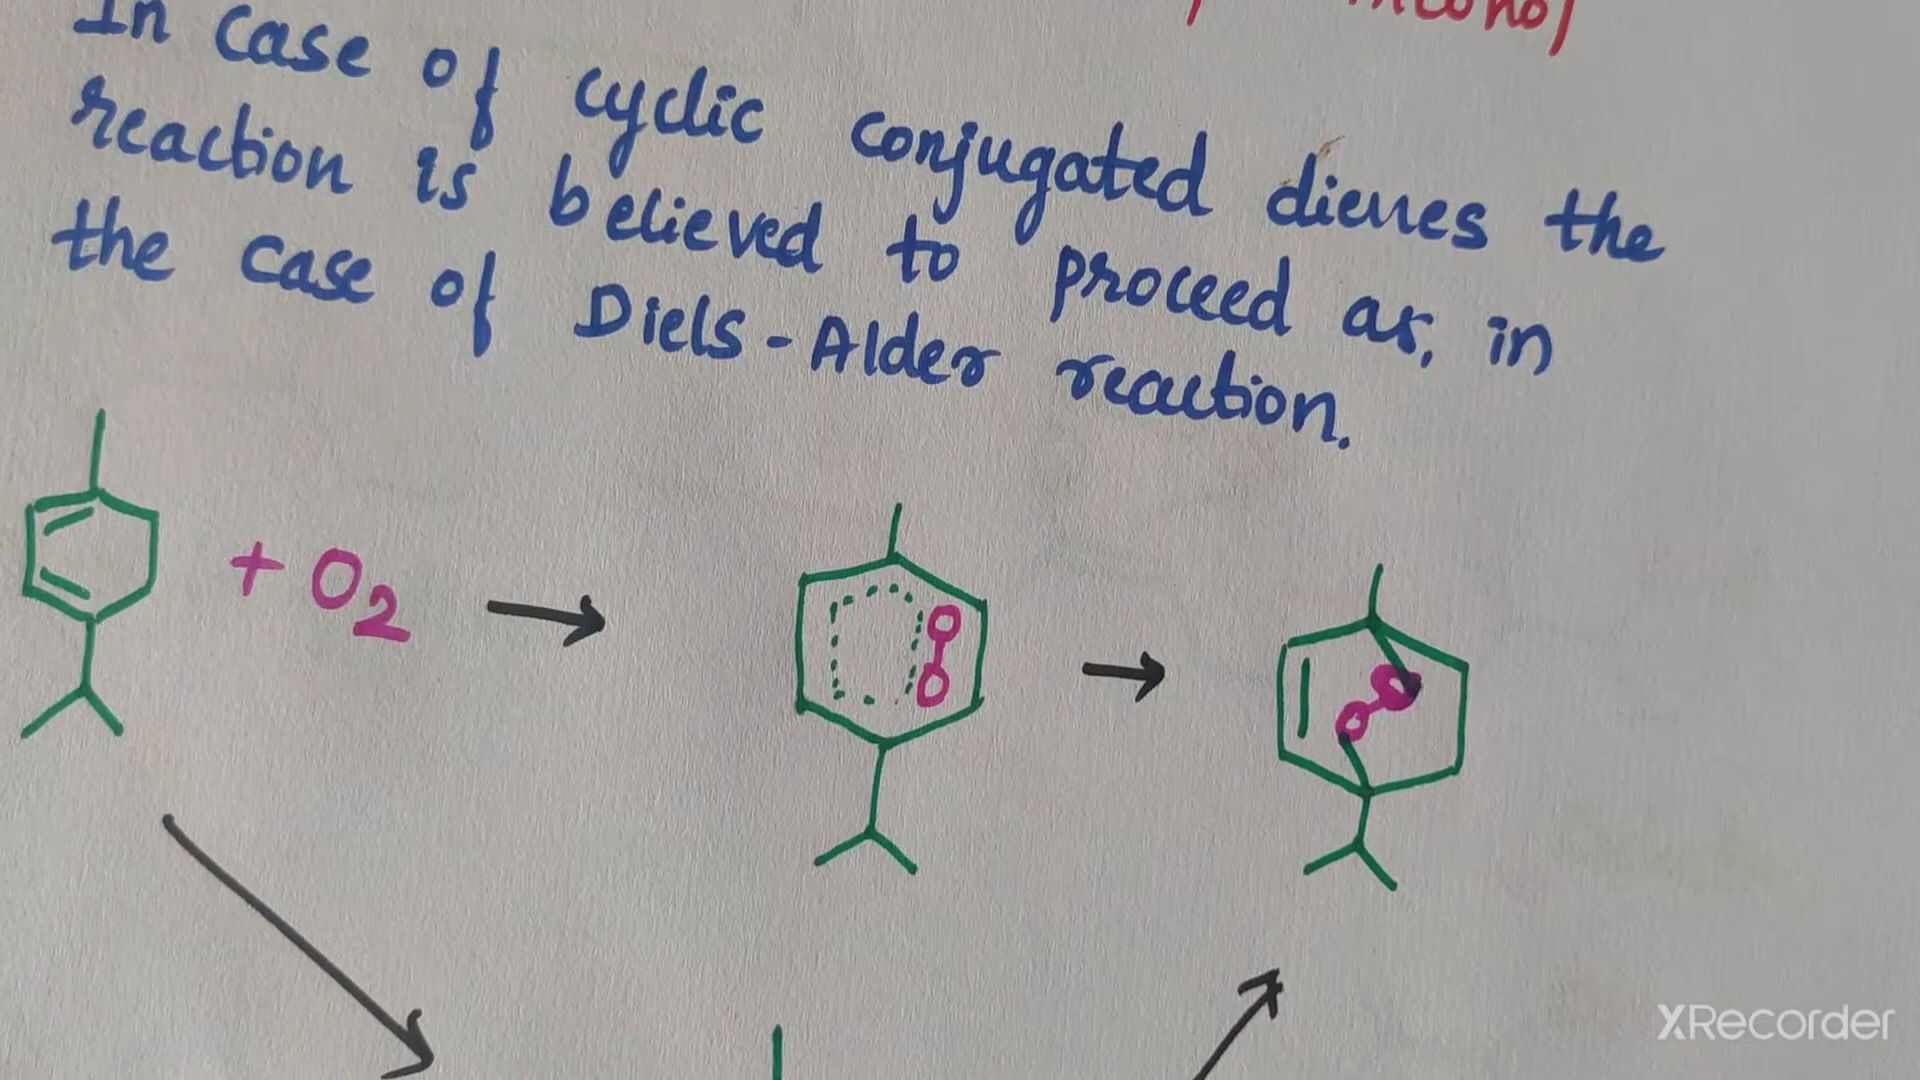 In case of cyclic conjugated dienes the
reaction is believed to proceed as, in
the case of Diels-Alder reaction.
+ O2
O
O
O
XRecorder